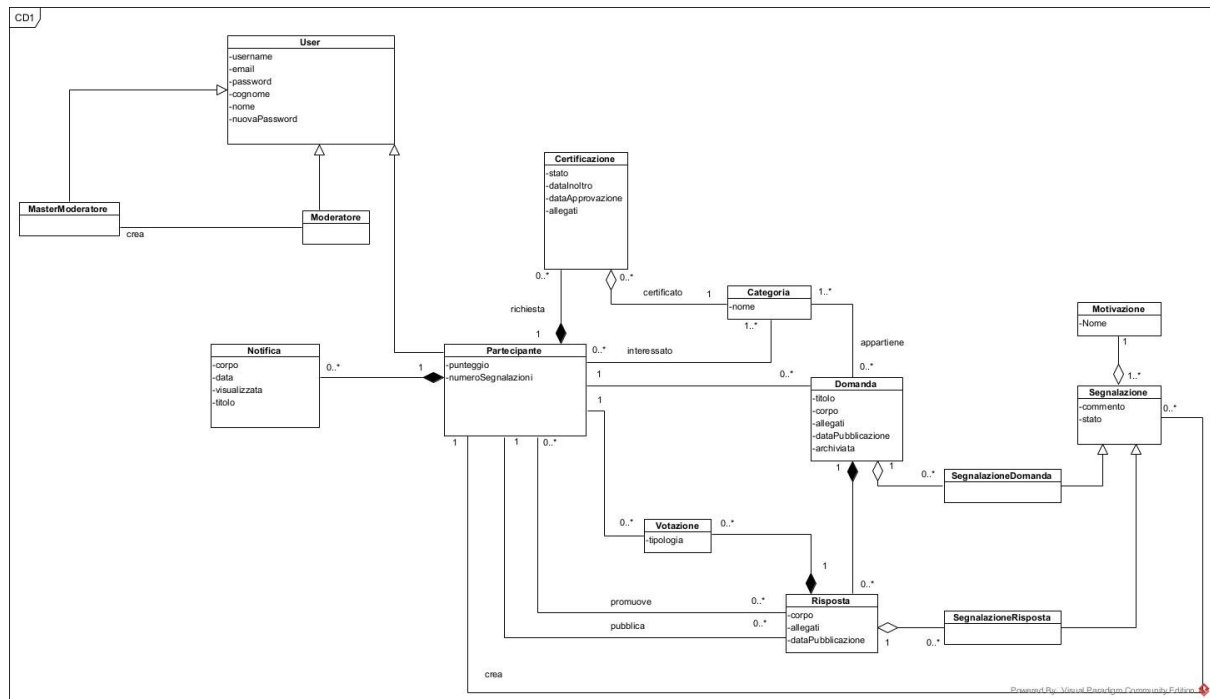 CD1
User
-username
-email
-password
-cognome
-nome
-nuovaPassword
MasterModeratore
crea
Moderatore
Certificazione
-stato
-dataInoltro
-dataApprovazione
-allegati
0..*
0..*
certificato
1
richiesta
1
Categoria
-nome
1..*
1..*
appartiene
0..*
Motivazione
-Nome
1
1..*
Notifica
-corpo
-data
-visualizzata
-titolo
0..*
1
Partecipante
-punteggio
-numeroSegnalazioni
0..*
interessato
1
0..*
1
1
1
0..*
Domanda
-titolo
-corpo
-allegati
-dataPubblicazione
-archiviata
1
1
0..*
Segnalazione
-commento
-stato
0..*
SegnalazioneDomanda
0..*
Votazione
-tipologia
0..*
1
0..*
promuove
0..*
pubblica
0..*
Risposta
-corpo
-allegati
-dataPubblicazione
1
0..*
SegnalazioneRisposta
crea
Powered By Visual Paradigm Community Edition